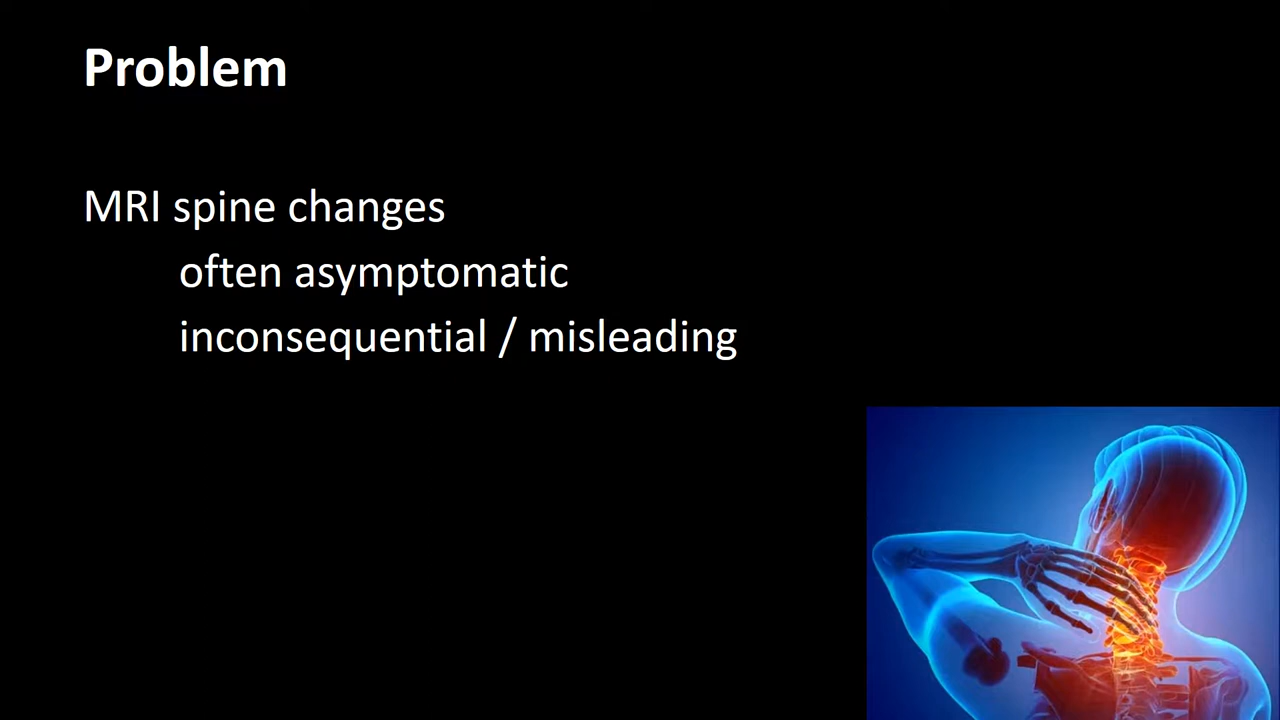 Problem
MRI spine changes
often asymptomatic
inconsequential / misleading